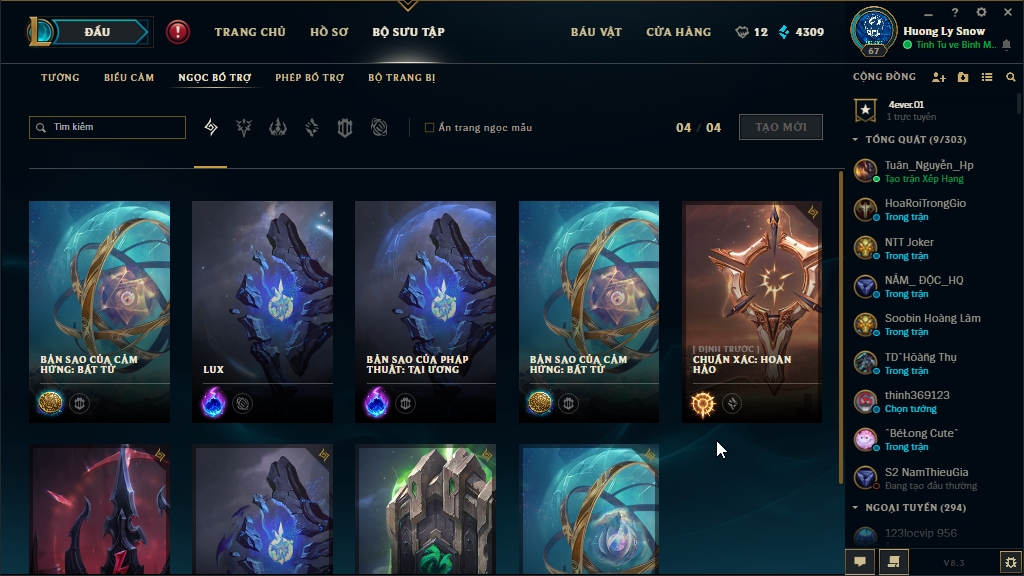 ĐẤU
TRANG CHỦ
HỒ SƠ
BỘ SƯU TẬP
BÁU VẬT
CỬA HÀNG
12
4309
67
?
Huong Ly Snow
Tinh Tu ve Binh M..
TƯỚNG
BIỂU CẢM
NGỌC BỔ TRỢ
PHÉP BỔ TRỢ
BỘ TRANG BỊ
Tìm kiếm
Ẩn trang ngọc mẫu
04 / 04
TẠO MỚI
BẢN SAO CỦA CẢM
HỨNG: BẤT TỬ
LUX
BẢN SAO CỦA PHÁP
THUẬT: TAI ƯƠNG
BẢN SAO CỦA CẢM
HỨNG: BẤT TỬ
[ ĐỊNH TRƯỚC ]
CHUẨN XÁC: HOÀN
HẢO
CỘNG ĐỒNG
4ever.01
1 trực tuyến
TỔNG QUÁT (9/303)
Tuân_Nguyễn_Hp
Tạo trận Xếp Hạng
HoaRoiTrongGio
Trong trận
NTT Joker
Trong trận
NẤM_ ĐỘC_HQ
Trong trận
Soobin Hoàng Lâm
Trong trận
TDˆHöàñg Thụ
Trong trận
thinh369123
Chọn tướng
ˆBéLong Cuteˆ
Trong trận
S2 NamThieuGia
Đang tạo đấu thường
NGOẠI TUYẾN (294)
123locvip 956
V8.3